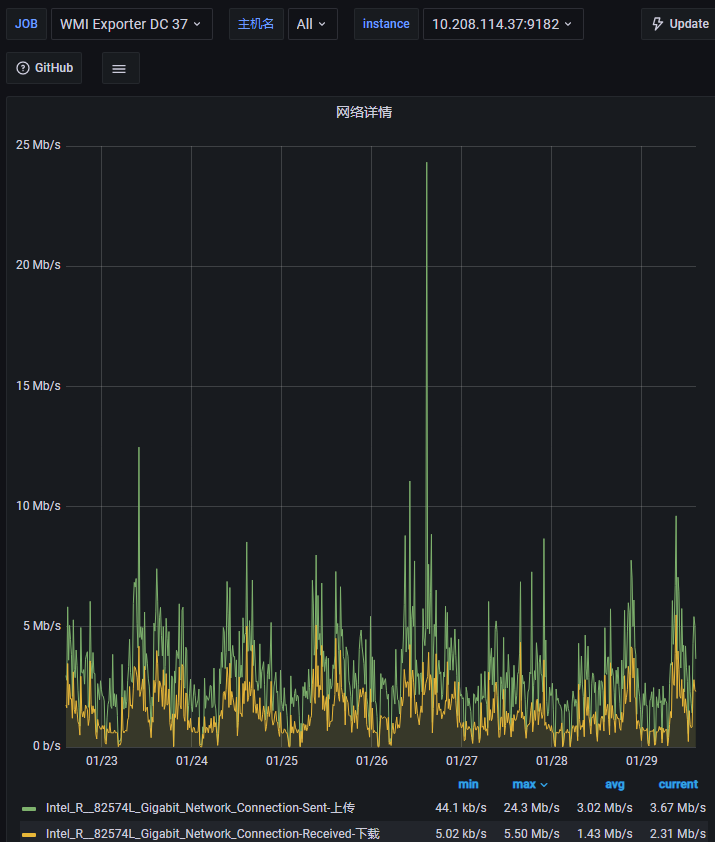 JOB WMI Exporter DC 37 主机名 All instance 10.208.114.37:9182 Update
GitHub
网络详情
25 Mb/s
20 Mb/s
15 Mb/s
10 Mb/s
5 Mb/s
0 b/s
01/23 01/24 01/25 01/26 01/27 01/28 01/29
min max avg current
Intel_R__82574L_Gigabit_Network_Connection-Sent-上传 44.1 kb/s 24.3 Mb/s 3.02 Mb/s 3.67 Mb/s
Intel_R__82574L_Gigabit_Network_Connection-Received-下载 5.02 kb/s 5.50 Mb/s 1.43 Mb/s 2.31 Mb/s